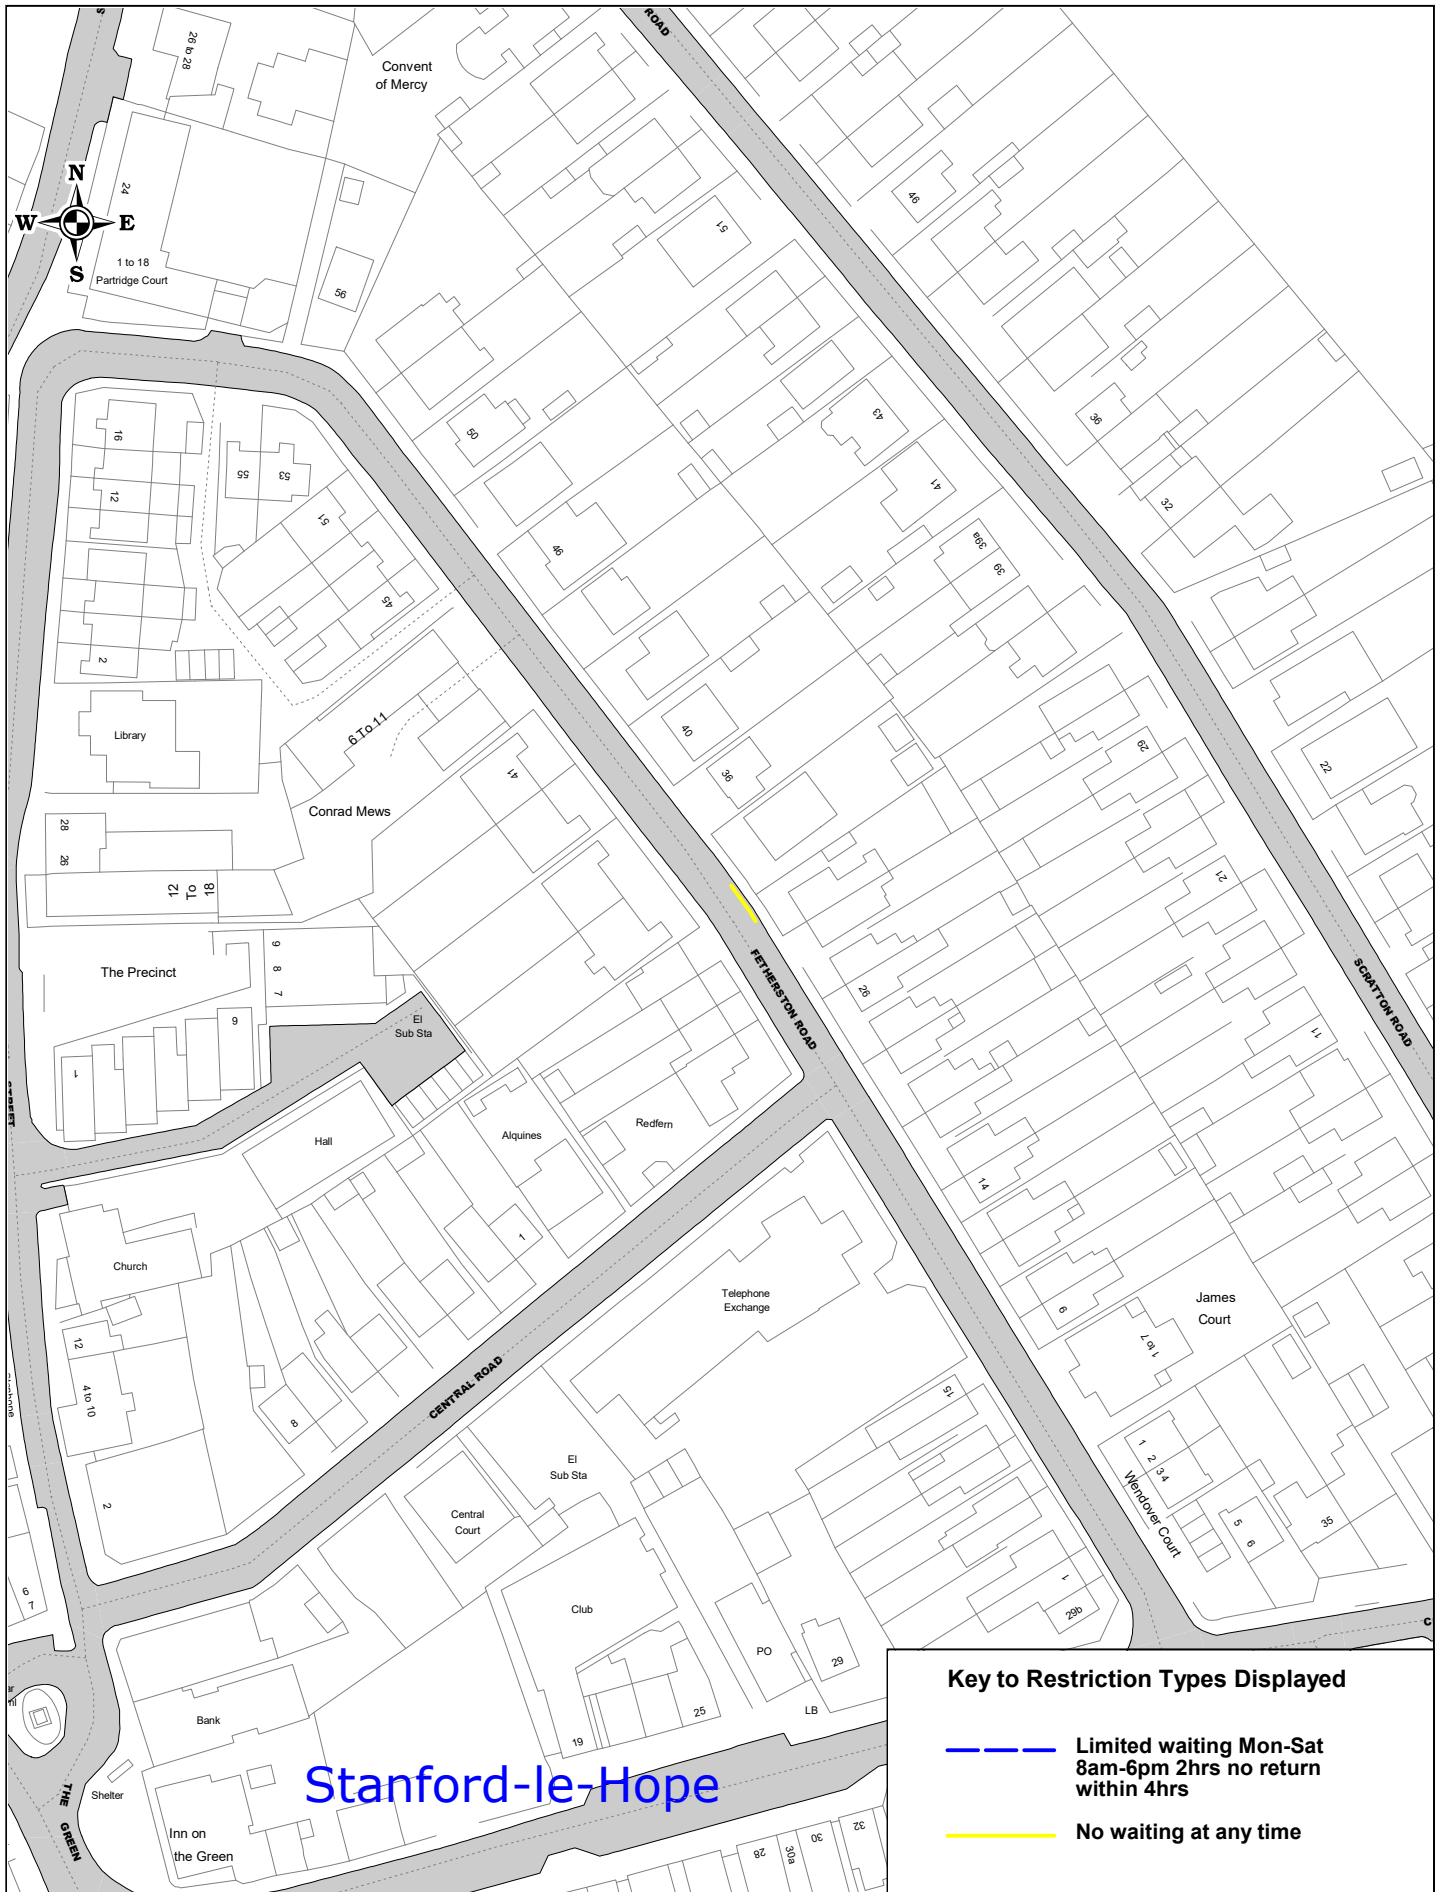 ROAD
S
26 to 28
Convent
of Mercy
N
W
E
S
24
1 to 18
Partridge Court
56
46
51
50
43
36
16
12
55
53
51
45
2
46
41
32
39a
39
Library
6 To 11
40
36
41
29
22
Conrad Mews
28
26
12
To
18
21
The Precinct
9
8
7
26
FETHERSTON ROAD
SCRATTON ROAD
El
Sub Sta
6
1
11
STREET
Hall
Alquines
Redfern
14
1
Church
Telephone
Exchange
6
James
Court
1 to 7
12
4 to 10
CENTRAL ROAD
8
15
El
Sub Sta
2
Central
Court
1
2
3 4
Wendover Court
5
6
35
6
7
Club
1
29b
PO
29
C
Bank
19
25
LB
Shelter
THE GREEN
Inn on
the Green
Stanford-le-Hope
28
30a
30
32
Key to Restriction Types Displayed
Limited waiting Mon-Sat
8am-6pm 2hrs no return
within 4hrs
No waiting at any time